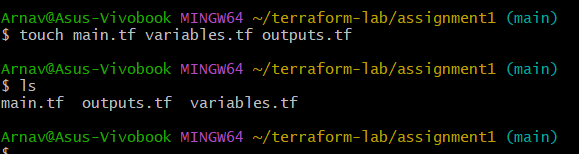 Arnav@Asus-Vivobook MINGW64 ~/terraform-lab/assignment1 (main)
$ touch main.tf variables.tf outputs.tf
Arnav@Asus-Vivobook MINGW64 ~/terraform-lab/assignment1 (main)
$ ls
main.tf  outputs.tf  variables.tf
Arnav@Asus-Vivobook MINGW64 ~/terraform-lab/assignment1 (main)
$